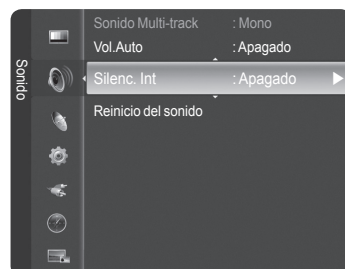 Sonido
Sonido Multi-track : Mono
Vol.Auto : Apagado
Silenc. Int : Apagado
Reinicio del sonido